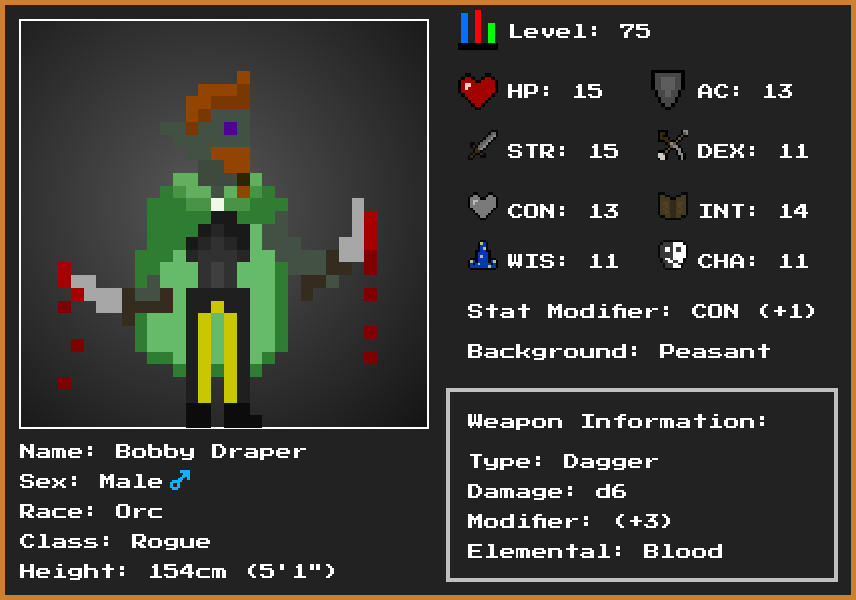 Level: 75
HP: 15
AC: 13
STR: 15
DEX: 11
CON: 13
INT: 14
WIS: 11
CHA: 11
Stat Modifier: CON (+1)
Background: Peasant
Weapon Information:
Type: Dagger
Damage: d6
Modifier: (+3)
Elemental: Blood
Name: Bobby Draper
Sex: Male♂
Race: Orc
Class: Rogue
Height: 154cm (5'1")